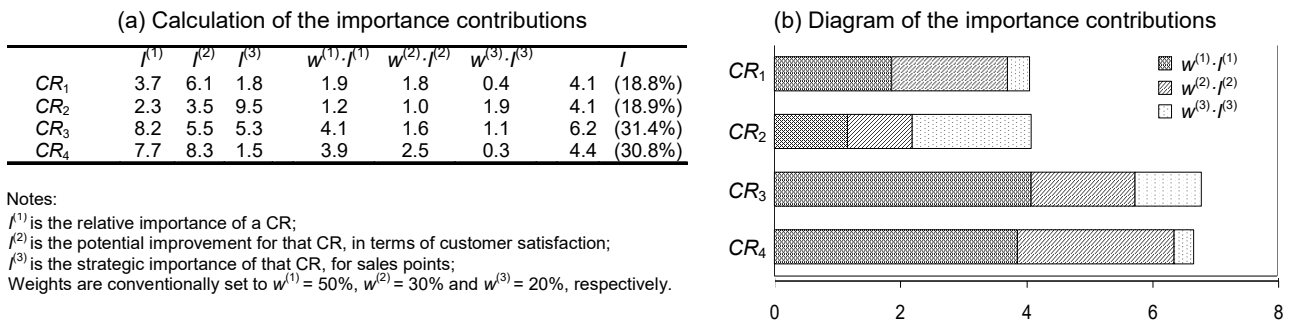 (a) Calculation of the importance contributions
I(1) I(2) I(3) w(1)·I(1) w(2)·I(2) w(3)·I(3) I
CR1 3.7 6.1 1.8 1.9 1.8 0.4 4.1 (18.8%)
CR2 2.3 3.5 9.5 1.2 1.0 1.9 4.1 (18.9%)
CR3 8.2 5.5 5.3 4.1 1.6 1.1 6.2 (31.4%)
CR4 7.7 8.3 1.5 3.9 2.5 0.3 4.4 (30.8%)
Notes:
I(1) is the relative importance of a CR;
I(2) is the potential improvement for that CR, in terms of customer satisfaction;
I(3) is the strategic importance of that CR, for sales points;
Weights are conventionally set to w(1) = 50%, w(2) = 30% and w(3) = 20%, respectively.
(b) Diagram of the importance contributions
w(1)·I(1)
w(2)·I(2)
w(3)·I(3)
CR1
CR2
CR3
CR4
0 2 4 6 8